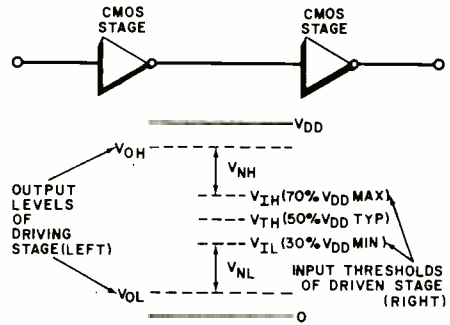 CMOS
STAGE
CMOS
STAGE
VDD
VOH
VNH
VIH (70% VDD MAX)
VTH (50% VDD TYP)
VIL (30% VDD MIN)
VNL
VOL
O
OUTPUT
LEVELS
OF
DRIVING
STAGE (LEFT)
INPUT THRESHOLDS
OF DRIVEN STAGE
(RIGHT)